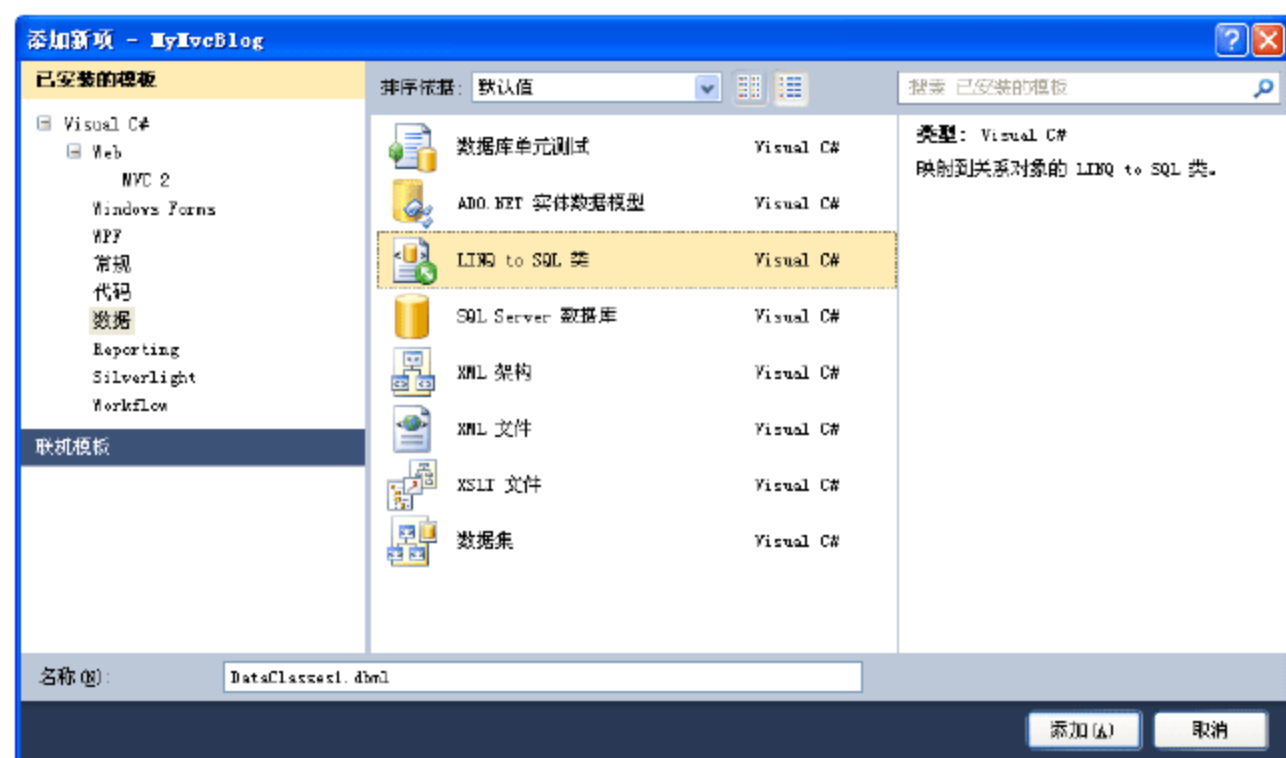 添加新项 - MyMvcBlog
已安装的模板
排序依据: 默认值
搜索 已安装的模板
Visual C#
Web
MVC 2
Windows Forms
WPF
常规
代码
数据
Reporting
Silverlight
Workflow
联机模板
数据库单元测试 Visual C#
ADO.NET 实体数据模型 Visual C#
LINQ to SQL 类 Visual C#
SQL Server 数据库 Visual C#
XML 架构 Visual C#
XML 文件 Visual C#
XSLT 文件 Visual C#
数据集 Visual C#
类型: Visual C#
映射到关系对象的 LINQ to SQL 类。
名称(N): DataClasses1.dbml
添加(A) 取消